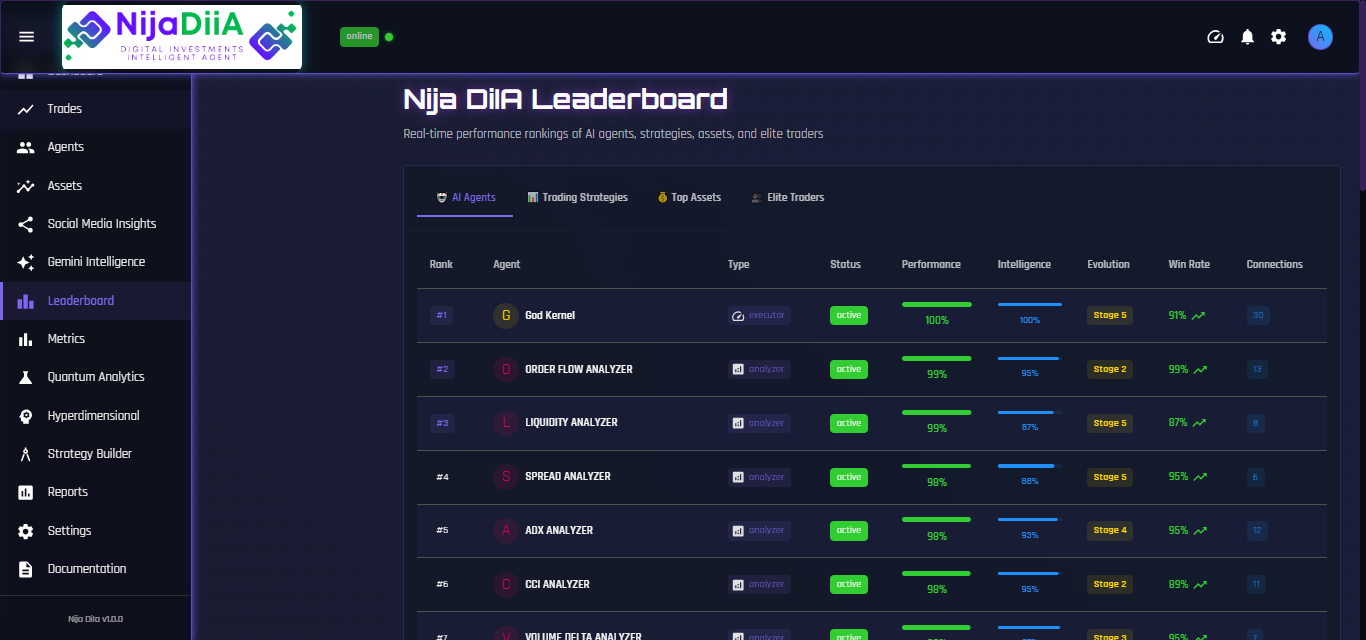 NijaDiiA
DIGITAL INVESTMENTS
INTELLIGENT AGENT
online
A
Dashboard
Trades
Agents
Assets
Social Media Insights
Gemini Intelligence
Leaderboard
Metrics
Quantum Analytics
Hyperdimensional
Strategy Builder
Reports
Settings
Documentation
Nija Diia v1.0.0
Nija DiIA Leaderboard
Real-time performance rankings of AI agents, strategies, assets, and elite traders
AI Agents Trading Strategies Top Assets Elite Traders
Rank Agent Type Status Performance Intelligence Evolution Win Rate Connections
#1 G God Kernel executor active 100% 100% Stage 5 91% 30
#2 O ORDER FLOW ANALYZER analyzer active 99% 95% Stage 2 99% 13
#3 L LIQUIDITY ANALYZER analyzer active 99% 87% Stage 5 87% 8
#4 S SPREAD ANALYZER analyzer active 98% 88% Stage 5 95% 6
#5 A ADX ANALYZER analyzer active 98% 93% Stage 4 95% 12
#6 C CCI ANALYZER analyzer active 98% 95% Stage 2 89% 11
#7 V VOLUME DELTA ANALYZER analyzer active Stage 3 95% 7